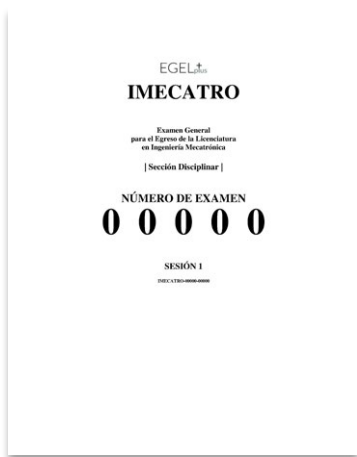 EGEL+plus
IMECATRO
Examen General
para el Egreso de la Licenciatura
en Ingeniería Mecatrónica
| Sección Disciplinar |
NÚMERO DE EXAMEN
0 0 0 0 0
SESIÓN 1
IMECATRO-0000-00000